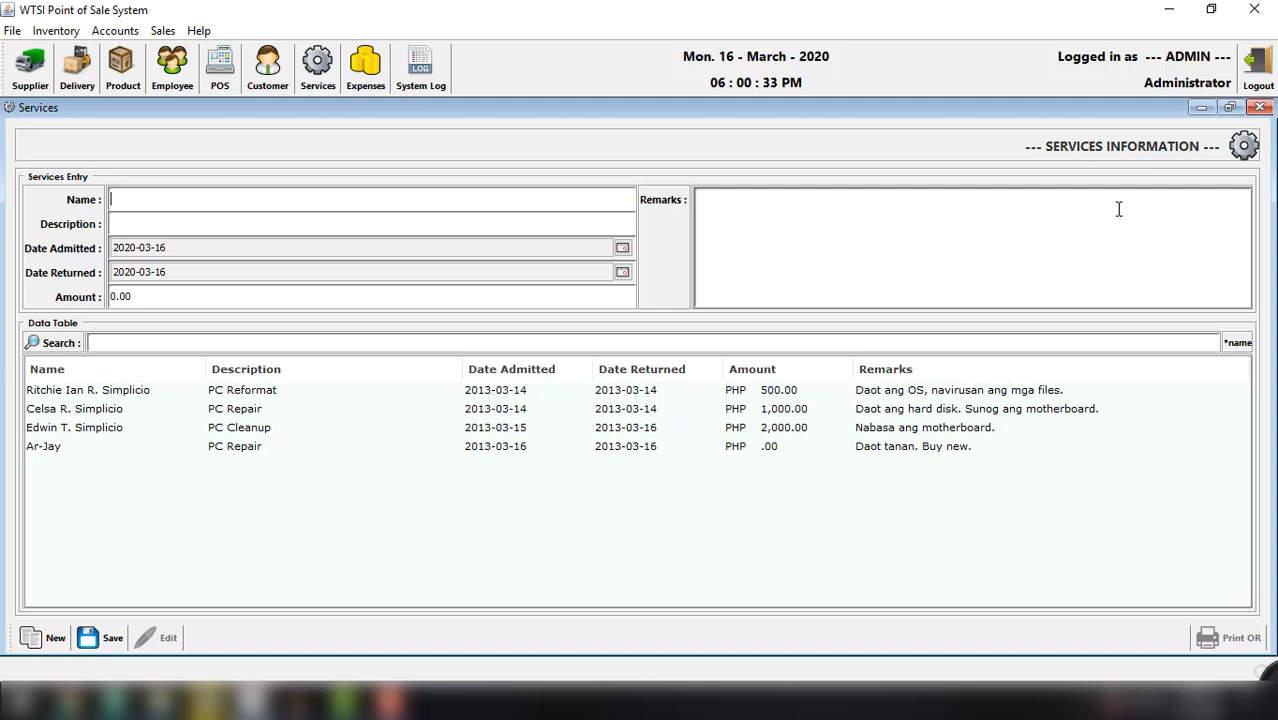 WTSI Point of Sale System
File Inventory Accounts Sales Help
Supplier Delivery Product Employee POS Customer Services Expenses LOG System Log
Mon. 16 - March - 2020
06 : 00 : 33 PM
Logged in as --- ADMIN ---
Administrator
Logout
Services
--- SERVICES INFORMATION ---
Services Entry
Name :
Description :
Date Admitted : 2020-03-16
Date Returned : 2020-03-16
Amount : 0.00
Remarks :
Data Table
Search : *name
Name Description Date Admitted Date Returned Amount Remarks
Ritchie Ian R. Simplicio PC Reformat 2013-03-14 2013-03-14 PHP 500.00 Daot ang OS, navirusan ang mga files.
Celsa R. Simplicio PC Repair 2013-03-14 2013-03-14 PHP 1,000.00 Daot ang hard disk. Sunog ang motherboard.
Edwin T. Simplicio PC Cleanup 2013-03-15 2013-03-16 PHP 2,000.00 Nabasa ang motherboard.
Ar-Jay PC Repair 2013-03-16 2013-03-16 PHP .00 Daot tanan. Buy new.
New Save Edit Print OR